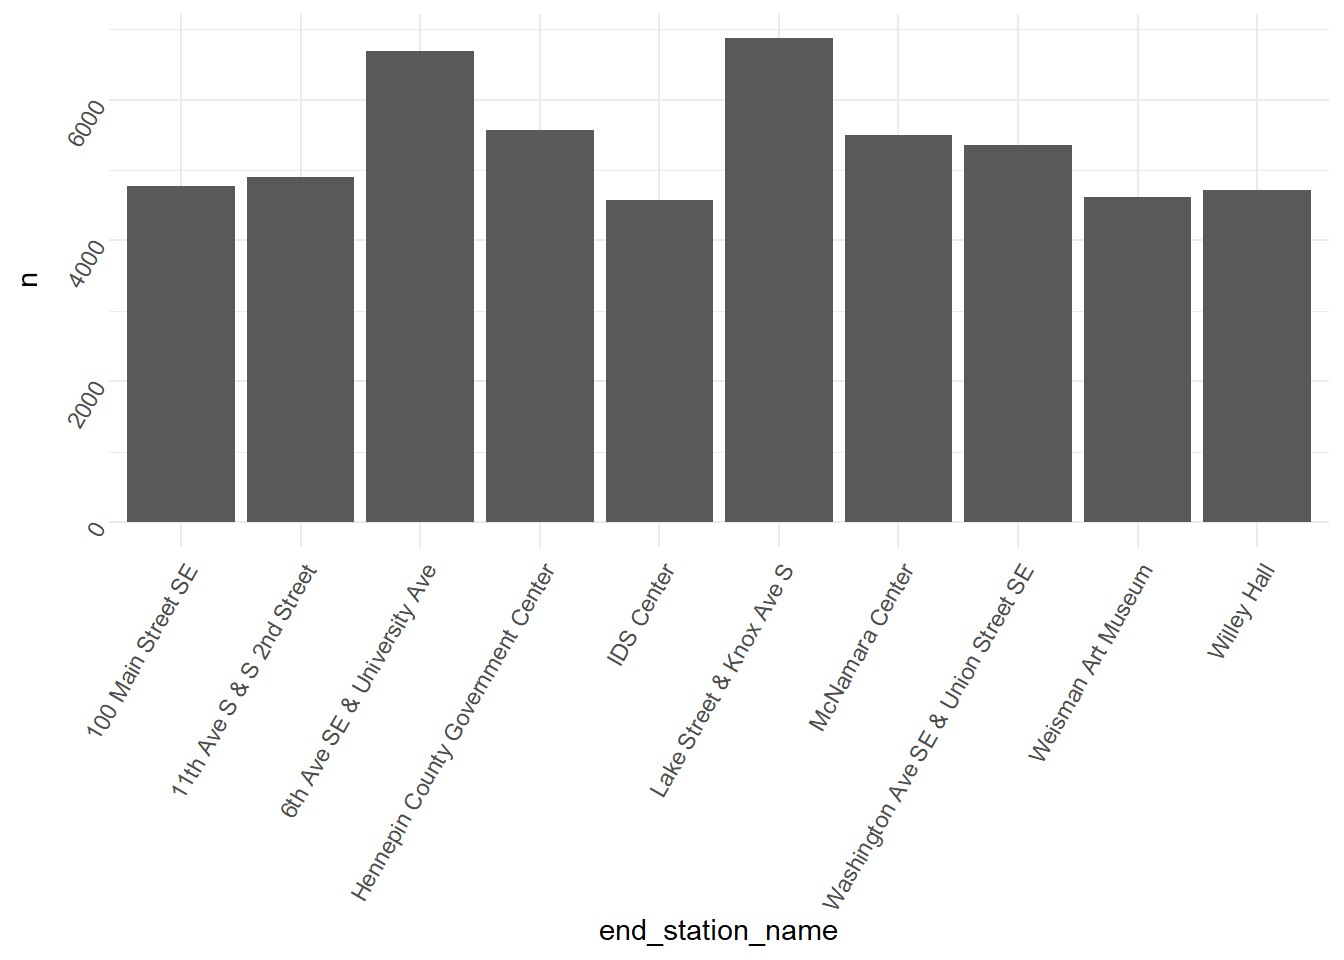 n
6000
4000
2000
0
100 Main Street SE
11th Ave S & S 2nd Street
6th Ave SE & University Ave
Hennepin County Government Center
IDS Center
Lake Street & Knox Ave S
McNamara Center
Washington Ave SE & Union Street SE
Weisman Art Museum
Willey Hall
end_station_name